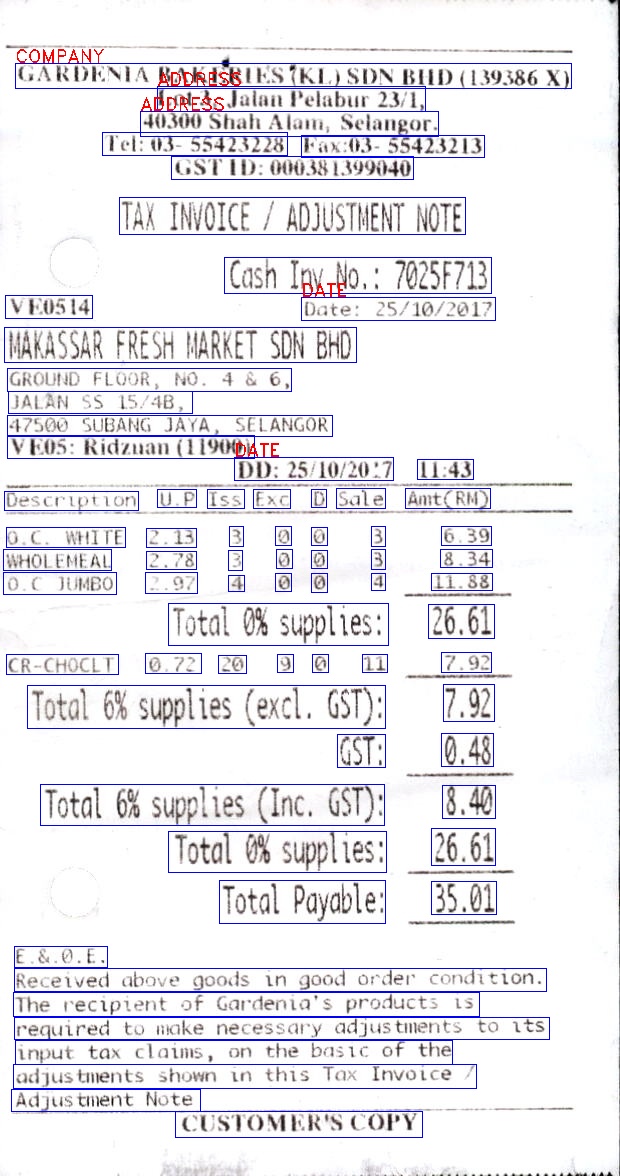 COMPANY
GARDENIA BAKERIES (KL) SDN BHD (139386 X)
ADDRESS
Lot 3, Jalan Pelabur 23/1,
ADDRESS
40300 Shah Alam, Selangor.
Tel: 03- 55423228 Fax:03- 55423213
GST ID: 000381399040
TAX INVOICE / ADJUSTMENT NOTE
Cash Inv No.: 7025F713
DATE
VE0514 Date: 25/10/2017
MAKASSAR FRESH MARKET SDN BHD
GROUND FLOOR, NO. 4 & 6,
JALAN SS 15/4B,
47500 SUBANG JAYA, SELANGOR
VE05: Ridzuan (11900)
DATE
DD: 25/10/2017 11:43
Description U.P Iss Exc D Sale Amt(RM)
O.C. WHITE 2.13 3 0 0 3 6.39
WHOLEMEAL 2.78 3 0 0 3 8.34
O.C JUMBO 2.97 4 0 0 4 11.88
Total 0% supplies: 26.61
CR-CHOCLT 0.72 20 9 0 11 7.92
Total 6% supplies (excl. GST): 7.92
GST: 0.48
Total 6% supplies (Inc. GST): 8.40
Total 0% supplies: 26.61
Total Payable: 35.01
E.&.O.E.
Received above goods in good order condition.
The recipient of Gardenia's products is
required to make necessary adjustments to its
input tax claims, on the basic of the
adjustments shown in this Tax Invoice /
Adjustment Note
CUSTOMER'S COPY